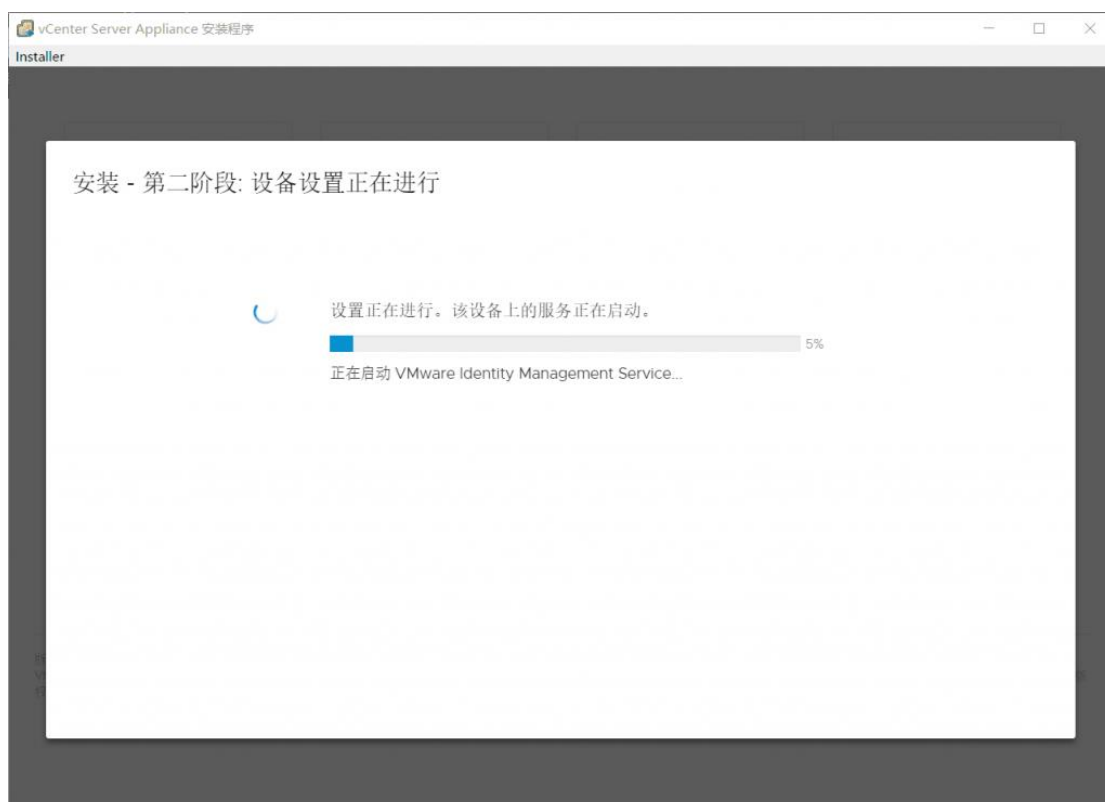 vCenter Server Appliance 安装程序
Installer
安装 - 第二阶段: 设备设置正在进行
设置正在进行。该设备上的服务正在启动。
5%
正在启动 VMware Identity Management Service...